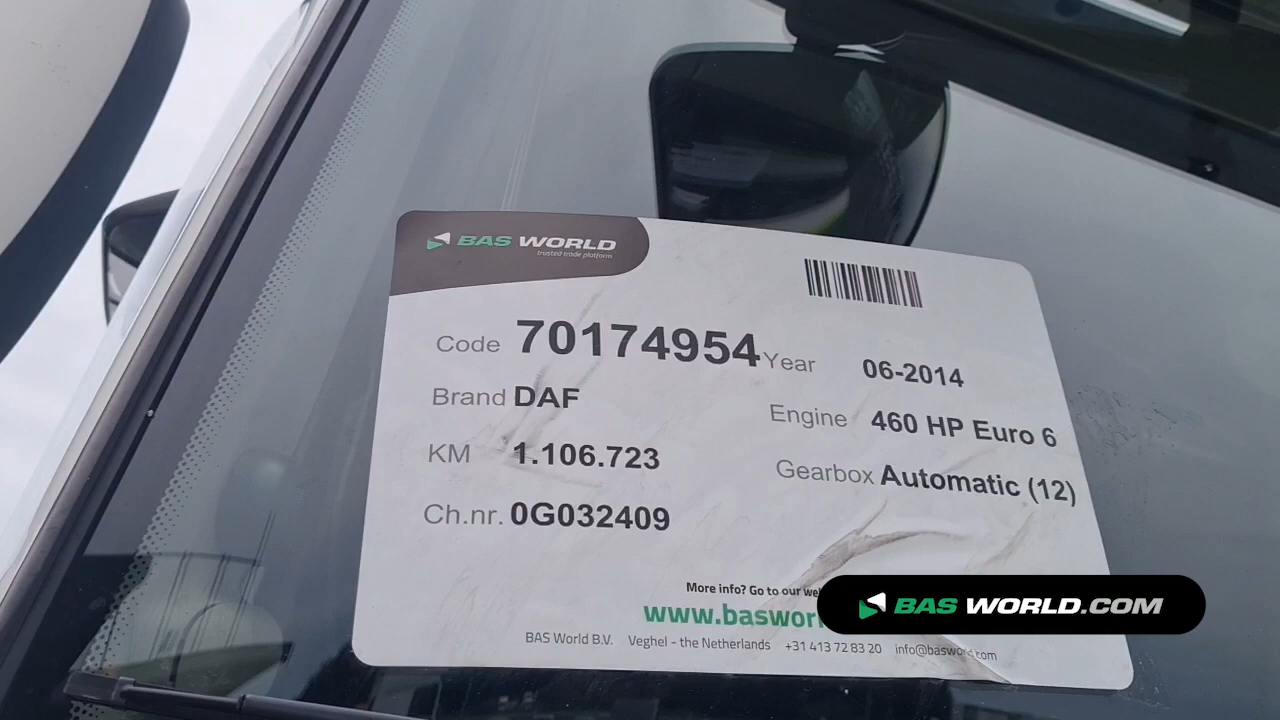 BAS WORLD
trusted trade platform
Code 70174954 Year 06-2014
Brand DAF
Engine 460 HP Euro 6
KM 1.106.723
Gearbox Automatic (12)
Ch.nr. 0G032409
More info? Go to our
BAS WORLD.COM
BAS World B.V. Veghel - the Netherlands +31 413 72 83 20